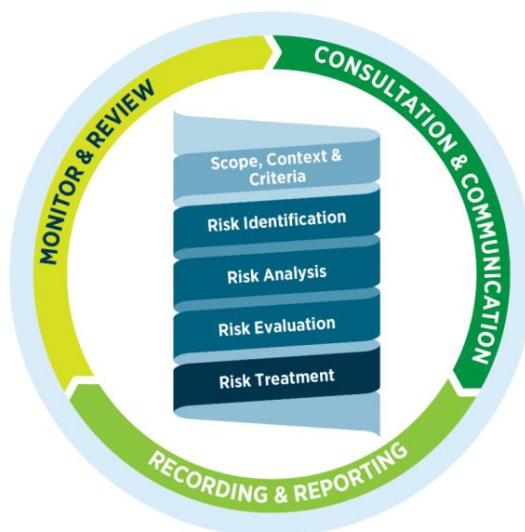 MONITOR & REVIEW
CONSULTATION & COMMUNICATION
Scope, Context &
Criteria
Risk Identification
Risk Analysis
Risk Evaluation
Risk Treatment
RECORDING & REPORTING